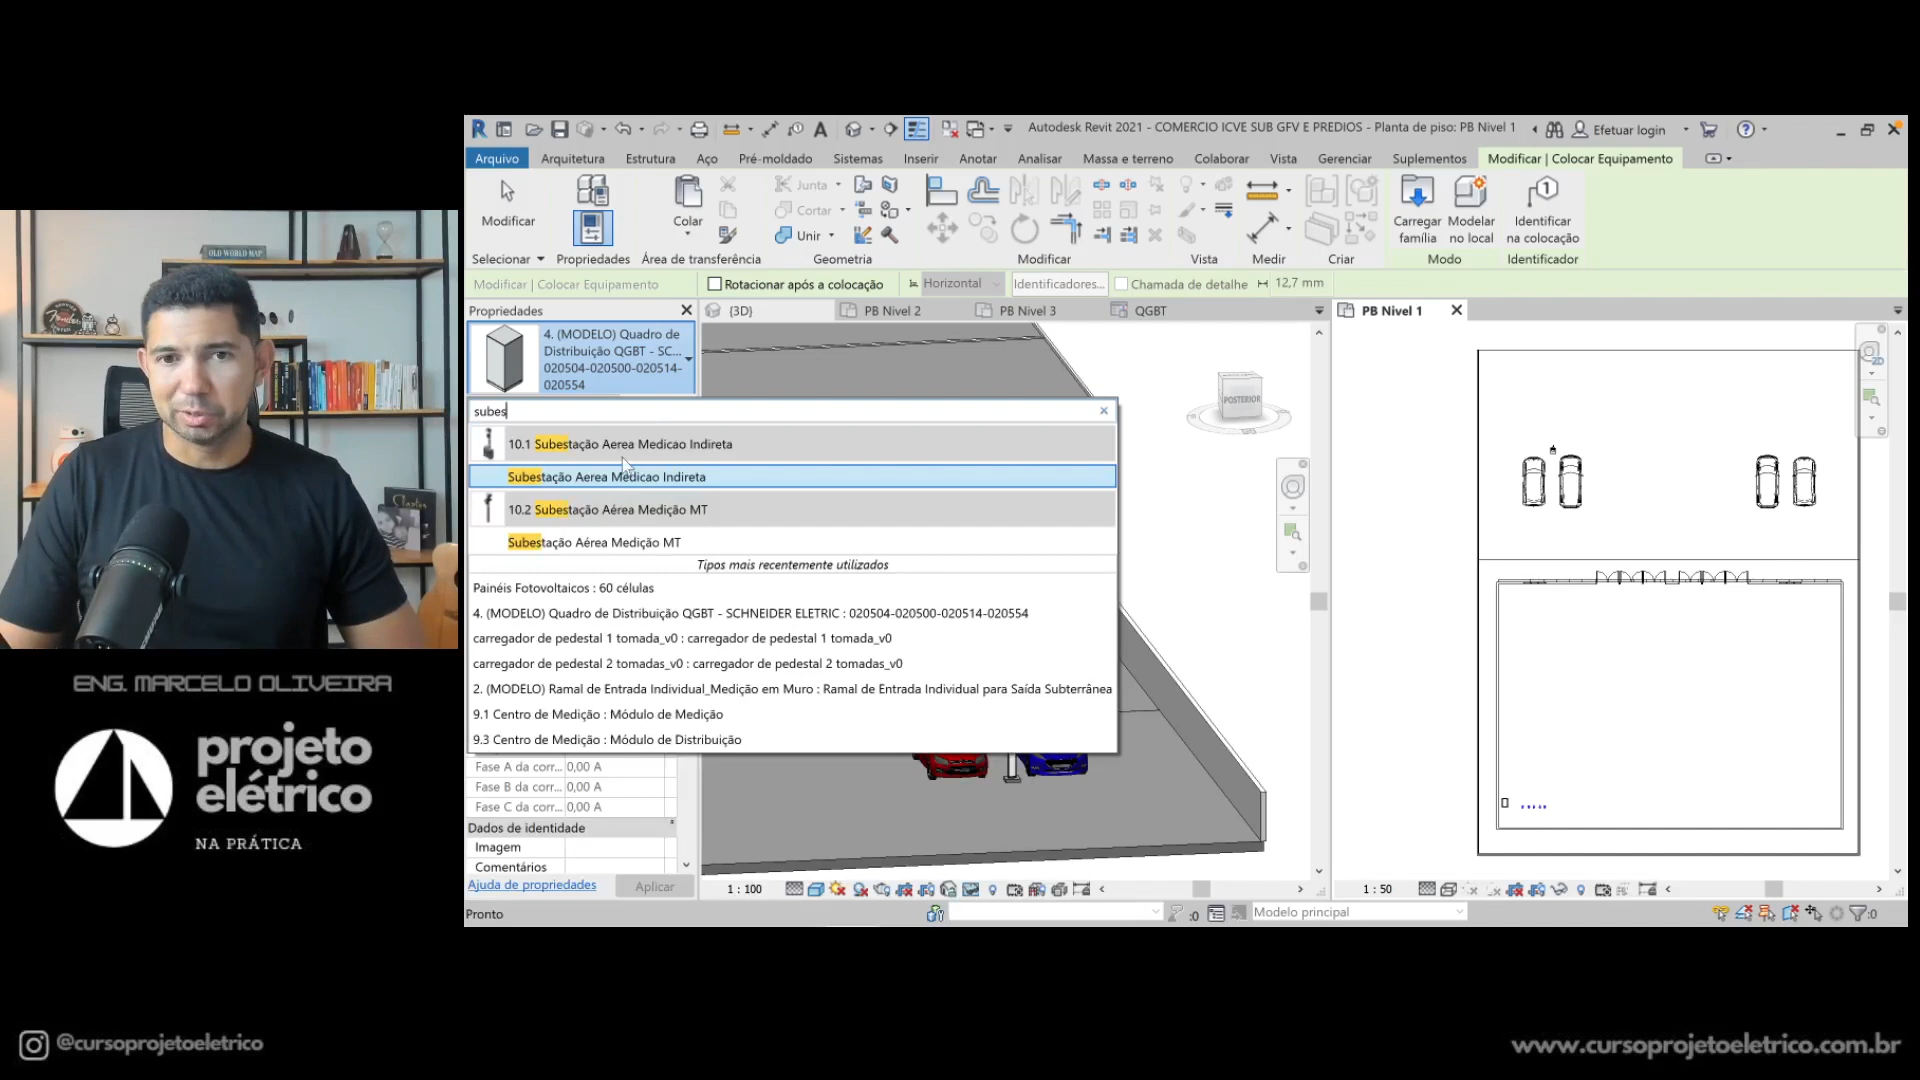 OLD WORLD MAP
Charles
ENG. MARCELO OLIVEIRA
projeto
elétrico
NA PRÁTICA
@cursoprojetoeletrico
www.cursoprojetoeletrico.com.br
Autodesk Revit 2021 - COMERCIO ICVE SUB GFV E PREDIOS - Planta de piso: PB Nivel 1
Efetuar login
Arquivo Arquitetura Estrutura Aço Pré-moldado Sistemas Inserir Anotar Analisar Massa e terreno Colaborar Vista Gerenciar Suplementos Modificar | Colocar Equipamento
Modificar
Colar
Junta
Cortar
Unir
Carregar família
Modelar no local
Identificar na colocação
Selecionar Propriedades Área de transferência Geometria Modificar Vista Medir Criar Modo Identificador
Modificar | Colocar Equipamento Rotacionar após a colocação Horizontal Identificadores... Chamada de detalhe 12,7 mm
Propriedades
{3D} PB Nivel 2 PB Nivel 3 QGBT PB Nivel 1
4. (MODELO) Quadro de
Distribuição QGBT - SC...
020504-020500-020514-
020554
subes
10.1 Subestação Aerea Medicao Indireta
Subestação Aerea Medicao Indireta
10.2 Subestação Aérea Medição MT
Subestação Aérea Medição MT
Tipos mais recentemente utilizados
Painéis Fotovoltaicos : 60 células
4. (MODELO) Quadro de Distribuição QGBT - SCHNEIDER ELETRIC : 020504-020500-020514-020554
carregador de pedestal 1 tomada_v0 : carregador de pedestal 1 tomada_v0
carregador de pedestal 2 tomadas_v0 : carregador de pedestal 2 tomadas_v0
2. (MODELO) Ramal de Entrada Individual_Medição em Muro : Ramal de Entrada Individual para Saída Subterrânea
9.1 Centro de Medição : Módulo de Medição
9.3 Centro de Medição : Módulo de Distribuição
Fase A da corr... 0,00 A
Fase B da corr... 0,00 A
Fase C da corr... 0,00 A
Dados de identidade
Imagem
Comentários
Ajuda de propriedades Aplicar
POSTERIOR
2D
1 : 100
1 : 50
Pronto
:0
Modelo principal
:0